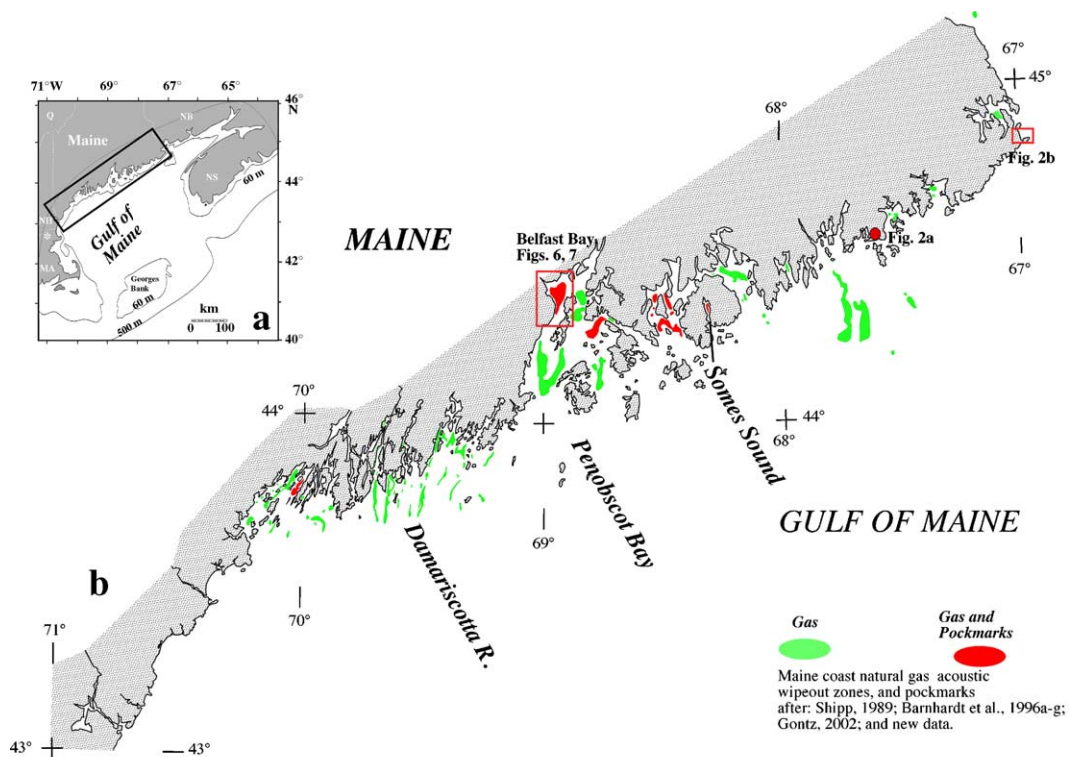 71°W 69° 67° 65°
46°
N
Q
NB
Maine
NS
60 m
44°
Gulf of
Maine
NH
MA
42°
Georges
Bank
60 m
500 m
km
0 100
a
40°
MAINE
Belfast Bay
Figs. 6, 7
67°
45°
68°
Fig. 2b
Fig. 2a
67°
Somes Sound
70°
44°
44°
68°
Penobscot Bay
69°
GULF OF MAINE
Damariscotta R.
b
70°
71°
43°
43°
Gas
Gas and
Pockmarks
Maine coast natural gas acoustic
wipeout zones, and pockmarks
after: Shipp, 1989; Barnhardt et al., 1996a-g;
Gontz, 2002; and new data.